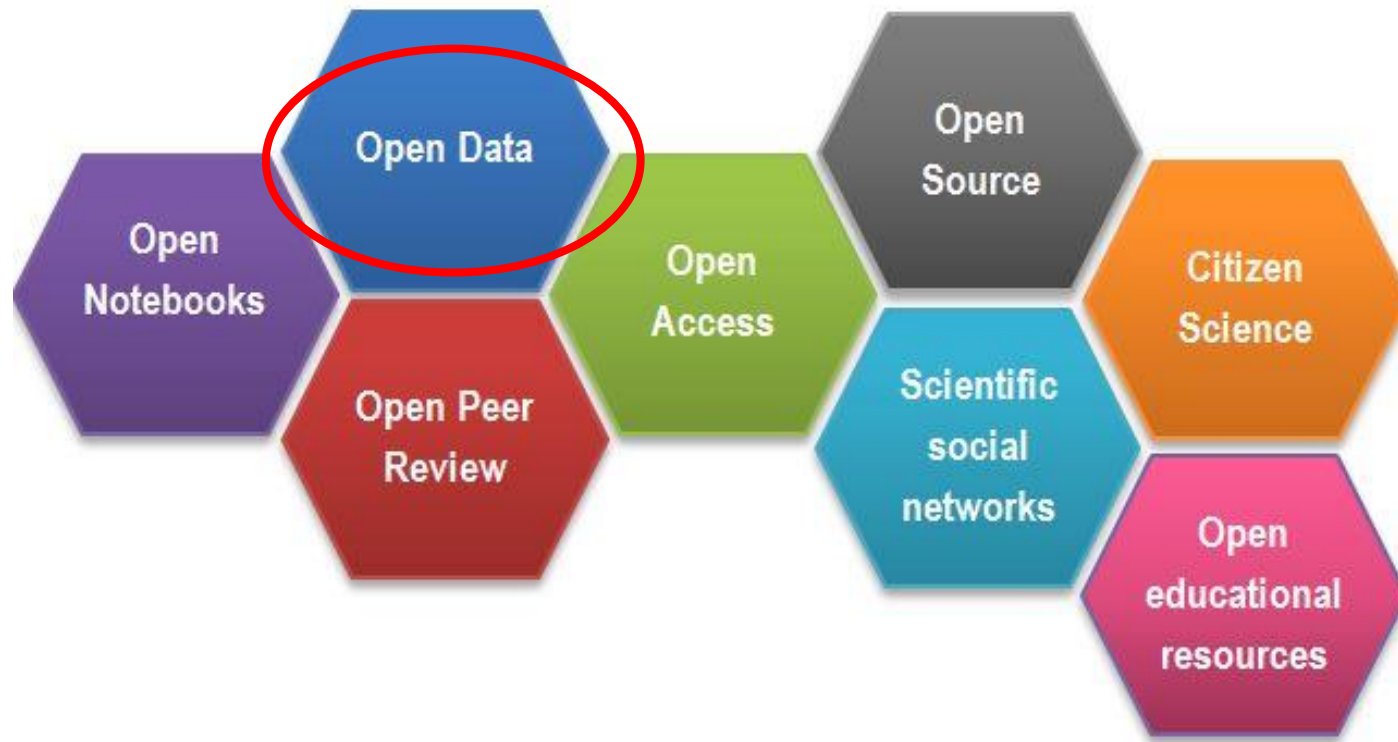 Open Data
Open
Notebooks
Open Peer
Review
Open
Access
Open
Source
Scientific
social
networks
Citizen
Science
Open
educational
resources